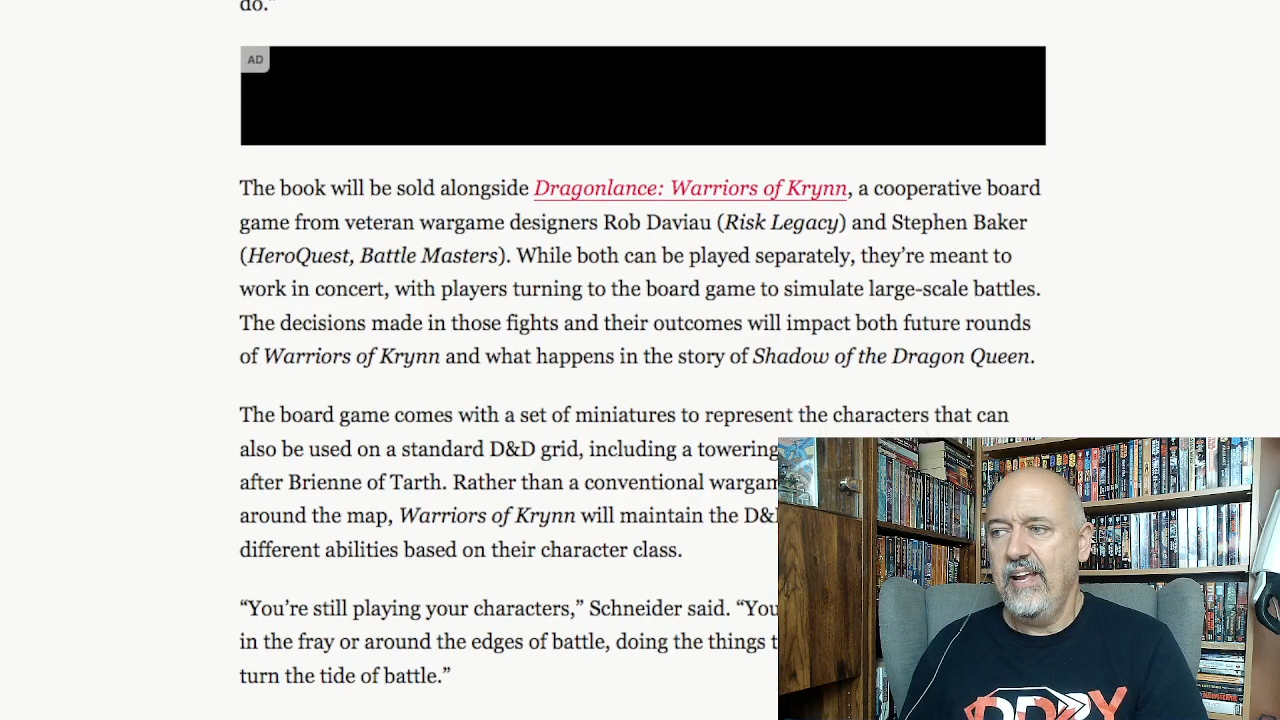 do.”
AD
The book will be sold alongside Dragonlance: Warriors of Krynn, a cooperative board
game from veteran wargame designers Rob Daviau (Risk Legacy) and Stephen Baker
(HeroQuest, Battle Masters). While both can be played separately, they’re meant to
work in concert, with players turning to the board game to simulate large-scale battles.
The decisions made in those fights and their outcomes will impact both future rounds
of Warriors of Krynn and what happens in the story of Shadow of the Dragon Queen.
The board game comes with a set of miniatures to represent the characters that can
also be used on a standard D&D grid, including a towering
after Brienne of Tarth. Rather than a conventional
around the map, Warriors of Krynn will maintain the
different abilities based on their character class.
“You’re still playing your characters,” Schneider said.
in the fray or around the edges of battle, doing the things
turn the tide of battle.”